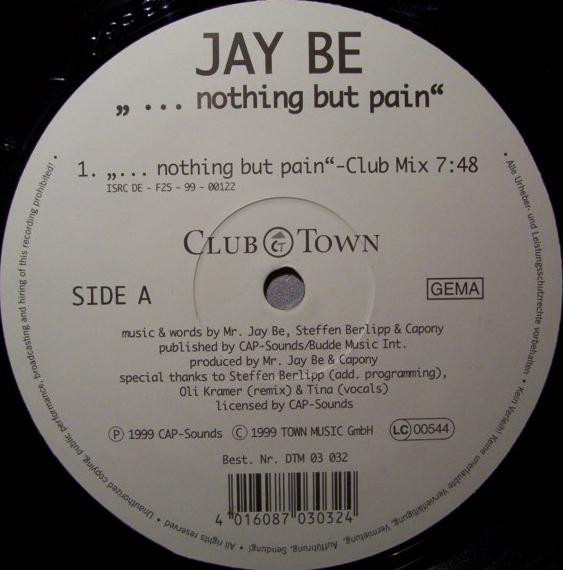 JAY BE
„ ... nothing but pain“
1. „... nothing but pain“-Club Mix 7:48
ISRC DE - F25 - 99 - 00122
CLUB CT TOWN
SIDE A
GEMA
music & words by Mr. Jay Be, Steffen Berlipp & Capony
published by CAP-Sounds/Budde Music Int.
produced by Mr. Jay Be & Capony
special thanks to Steffen Berlipp (add. programming),
Oli Kramer (remix) & Tina (vocals)
licensed by CAP-Sounds
Ⓟ 1999 CAP-Sounds © 1999 TOWN MUSIC GmbH
LC 00544
Best. Nr. DTM 03 032
4 016087 030324
• Alle Urheber- und Leistungsschutzrechte vorbehalten • Kein Verleih! Keine unerlaubte Vervielfältigung, Vermietung, Aufführung, Sendung! • All rights reserved • Unauthorized copying, public performance, broadcasting and hiring of this recording prohibited!